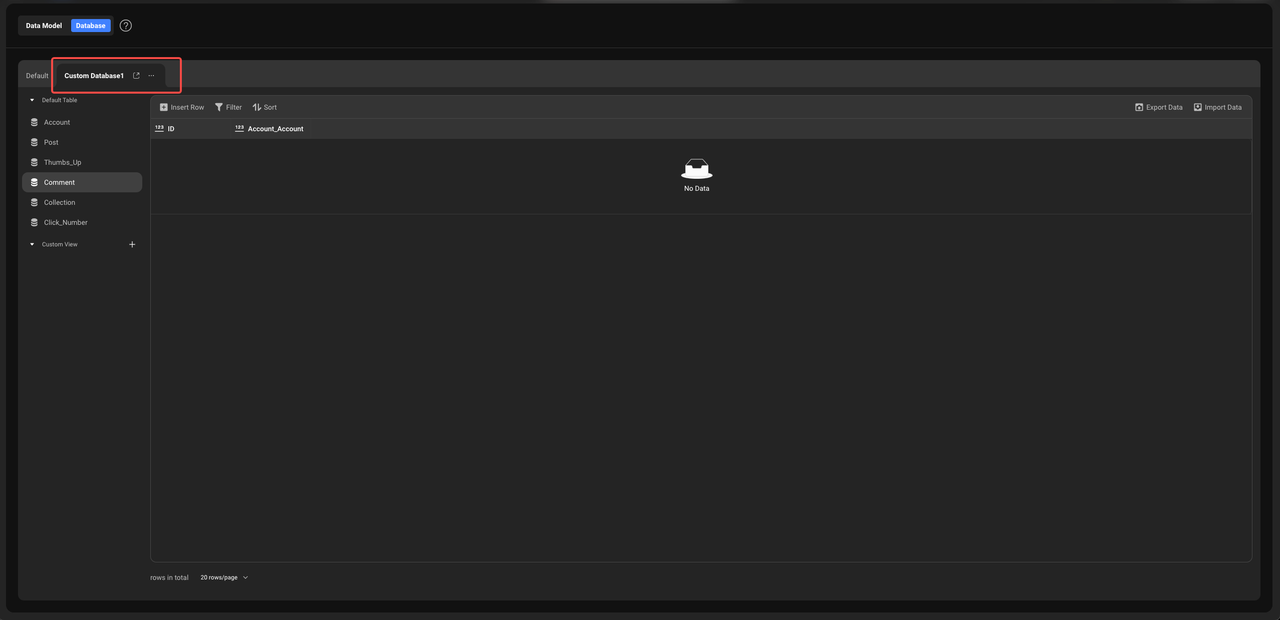 Data Model Database ?
Default Custom Database1 ...
Default Table
Account
Post
Thumbs_Up
Comment
Collection
Click_Number
Custom View +
Insert Row Filter Sort Export Data Import Data
123 ID 123 Account_Account
No Data
rows in total 20 rows/page